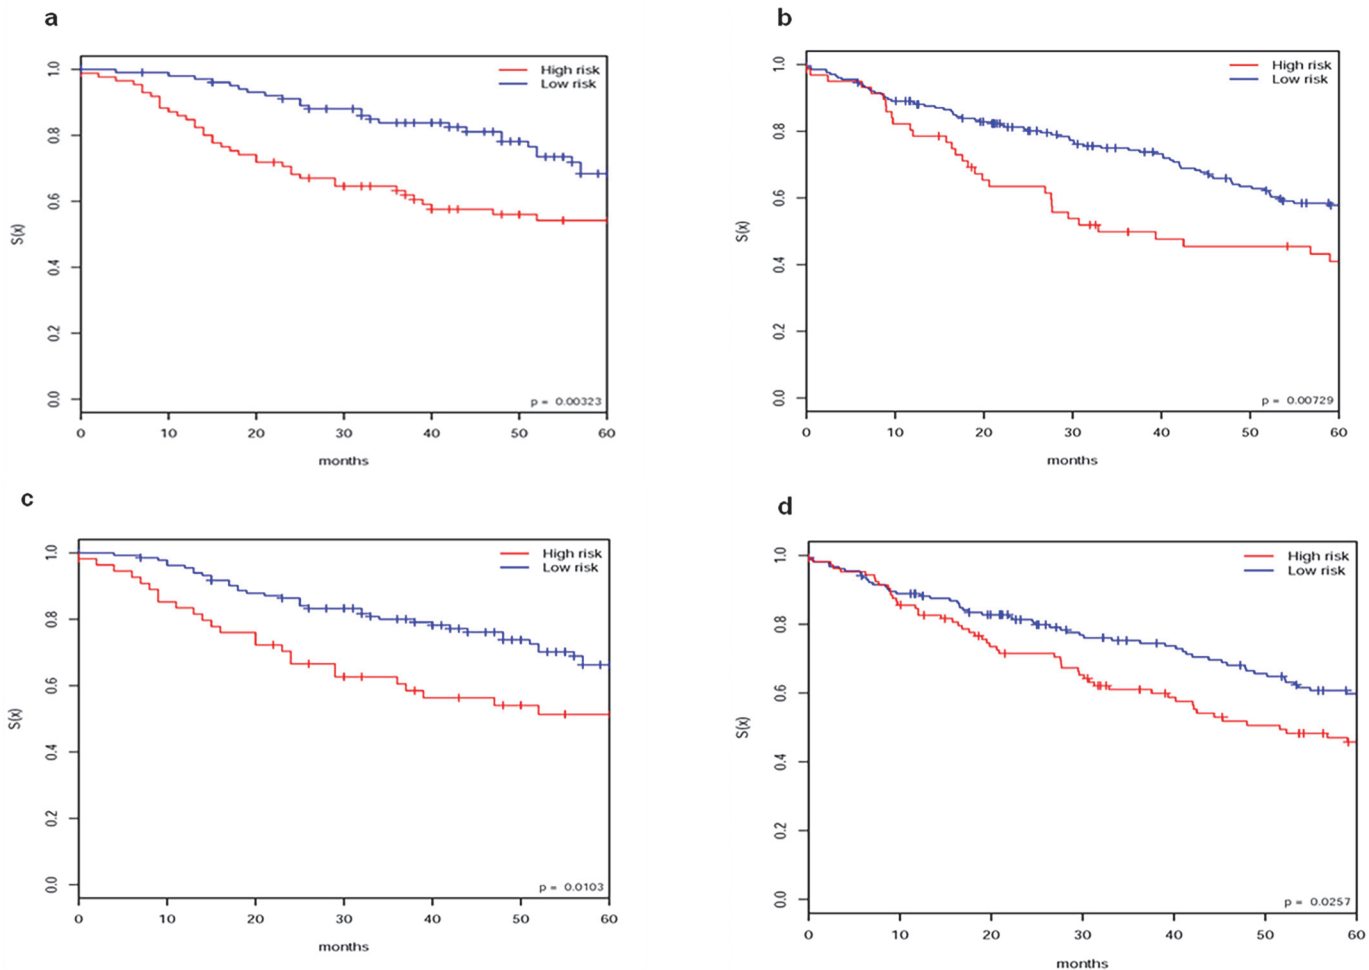 a
High risk
Low risk
S(x)
1.0
0.8
0.6
0.4
0.2
0.0
p = 0.00323
0 10 20 30 40 50 60
months
b
High risk
Low risk
S(x)
1.0
0.8
0.6
0.4
0.2
0.0
p = 0.00729
0 10 20 30 40 50 60
months
c
High risk
Low risk
S(x)
1.0
0.8
0.6
0.4
0.2
0.0
p = 0.0103
0 10 20 30 40 50 60
months
d
High risk
Low risk
S(x)
1.0
0.8
0.6
0.4
0.2
0.0
p = 0.0257
0 10 20 30 40 50 60
months